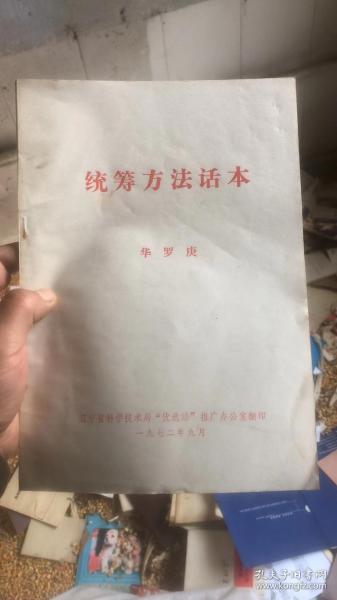 统筹方法话本
华罗庚
辽宁省科学技术局“优选法”推广办公室翻印
一九七二年九月
孔夫子旧书网